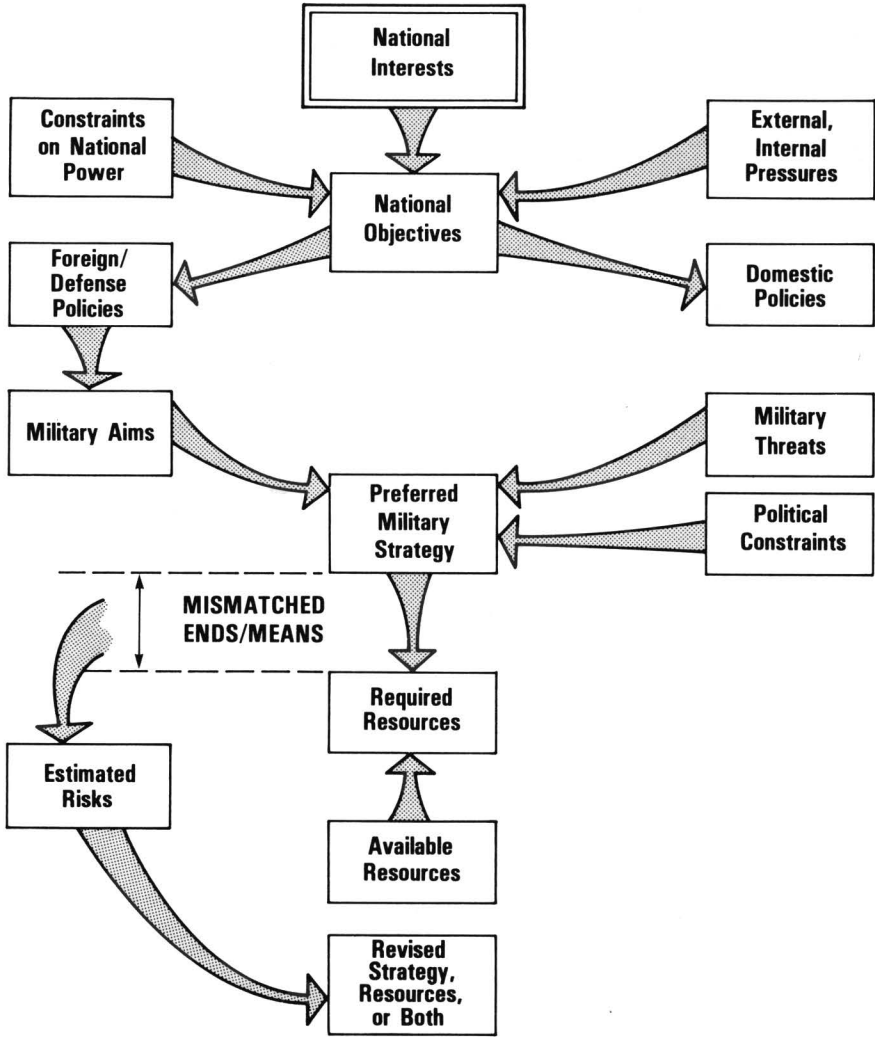 National
Interests
Constraints
on National
Power
External,
Internal
Pressures
National
Objectives
Foreign/
Defense
Policies
Domestic
Policies
Military Aims
Military
Threats
Preferred
Military
Strategy
Political
Constraints
MISMATCHED
ENDS/MEANS
Required
Resources
Estimated
Risks
Available
Resources
Revised
Strategy,
Resources,
or Both